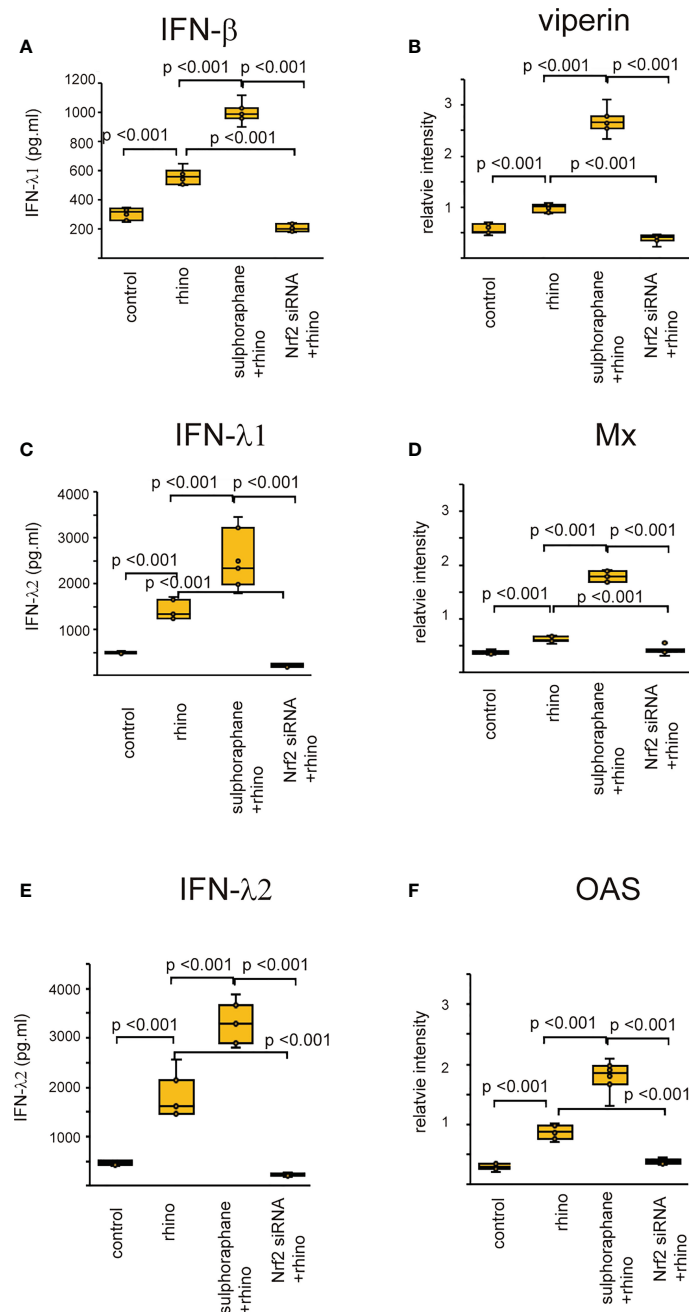 A
IFN-β
p <0.001 p <0.001
p <0.001 p <0.001
IFN-λ1 (pg.ml)
1200
1000
800
600
400
200
control
rhino
sulphoraphane
+rhino
Nrf2 siRNA
+rhino
B
viperin
p <0.001 p <0.001
p <0.001 p <0.001
relatvie intensity
3
2
1
control
rhino
sulphoraphane
+rhino
Nrf2 siRNA
+rhino
C
IFN-λ1
p <0.001 p <0.001
p <0.001
p <0.001
IFN-λ2 (pg.ml)
4000
3000
2000
1000
control
rhino
sulphoraphane
+rhino
Nrf2 siRNA
+rhino
D
Mx
p <0.001 p <0.001
p <0.001 p <0.001
relatvie intensity
3
2
1
control
rhino
sulphoraphane
+rhino
Nrf2 siRNA
+rhino
E
IFN-λ2
p <0.001 p <0.001
p <0.001 p <0.001
IFN-λ2 (pg.ml)
4000
3000
2000
1000
control
rhino
sulphoraphane
+rhino
Nrf2 siRNA
+rhino
F
OAS
p <0.001 p <0.001
p <0.001 p <0.001
relatvie intensity
3
2
1
control
rhino
sulphoraphane
+rhino
Nrf2 siRNA
+rhino